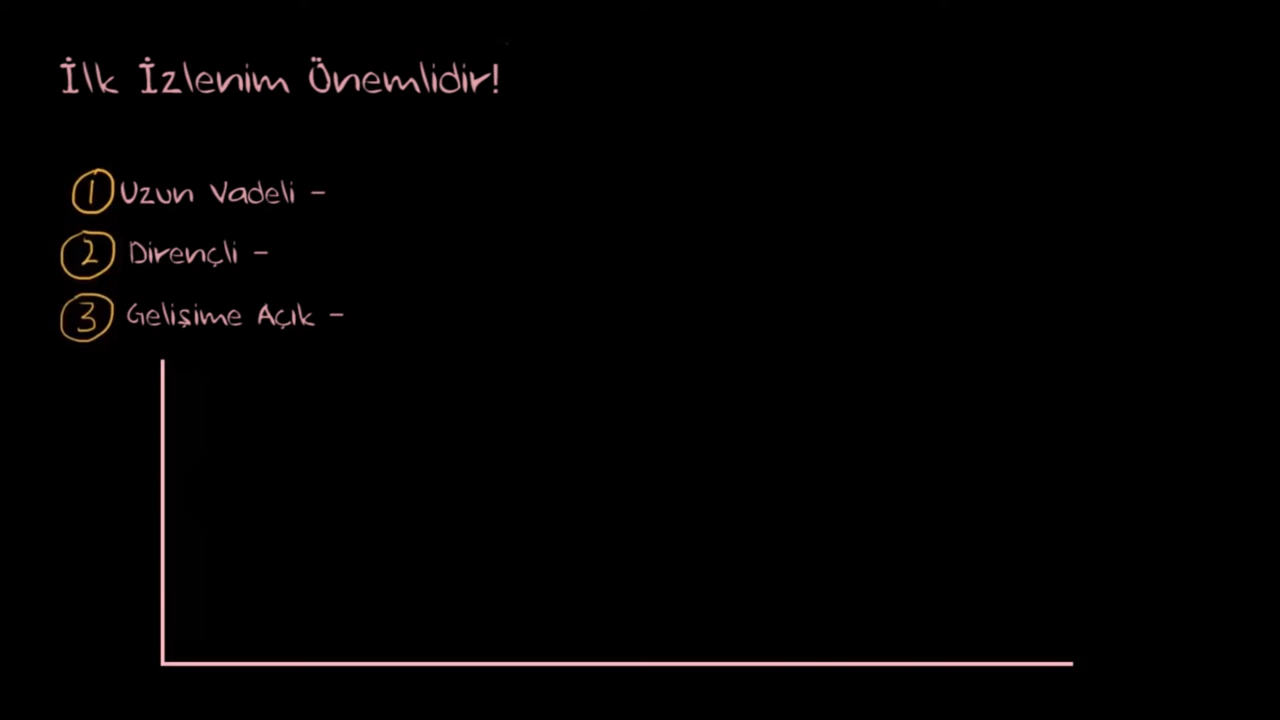 İlk İzlenim Önemlidir!
1 Uzun Vadeli -
2 Dirençli -
3 Gelişime Açık -